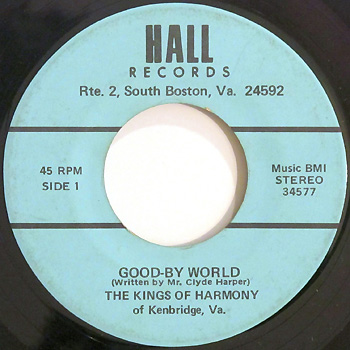 HALL
RECORDS
Rte. 2, South Boston, Va. 24592
45 RPM
SIDE 1
Music BMI
STEREO
34577
GOOD-BY WORLD
(Written by Mr. Clyde Harper)
THE KINGS OF HARMONY
of Kenbridge, Va.